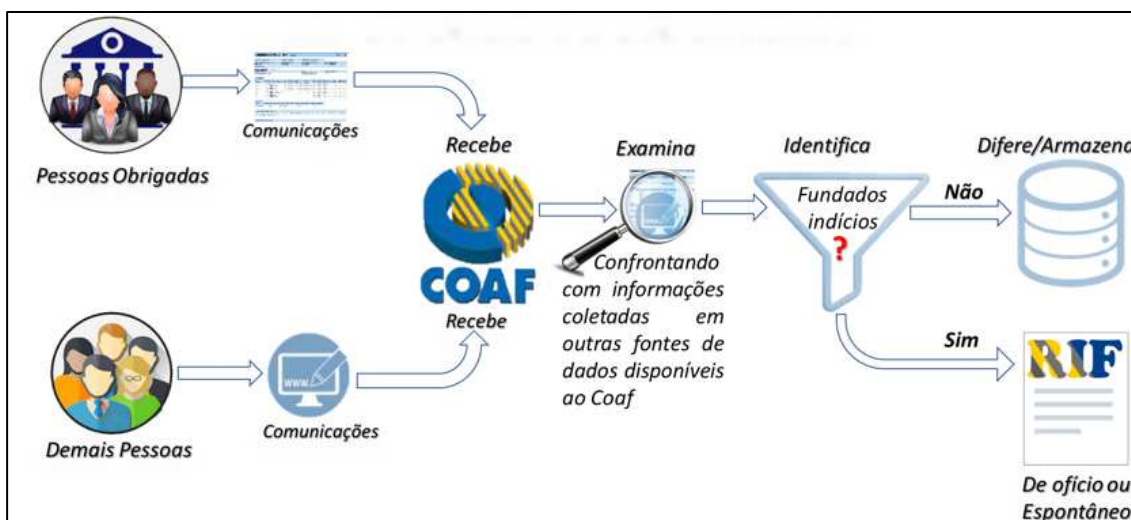 Pessoas Obrigadas
Comunicações
Recebe
COAF
Recebe
Demais Pessoas
WWW.
Comunicações
Examina
Confrontando
com informações
coletadas em
outras fontes de
dados disponíveis
ao Coaf
Identifica
Fundados
indícios
?
Não
Difere/Armazena
Sim
RIF
De ofício ou
Espontâneo